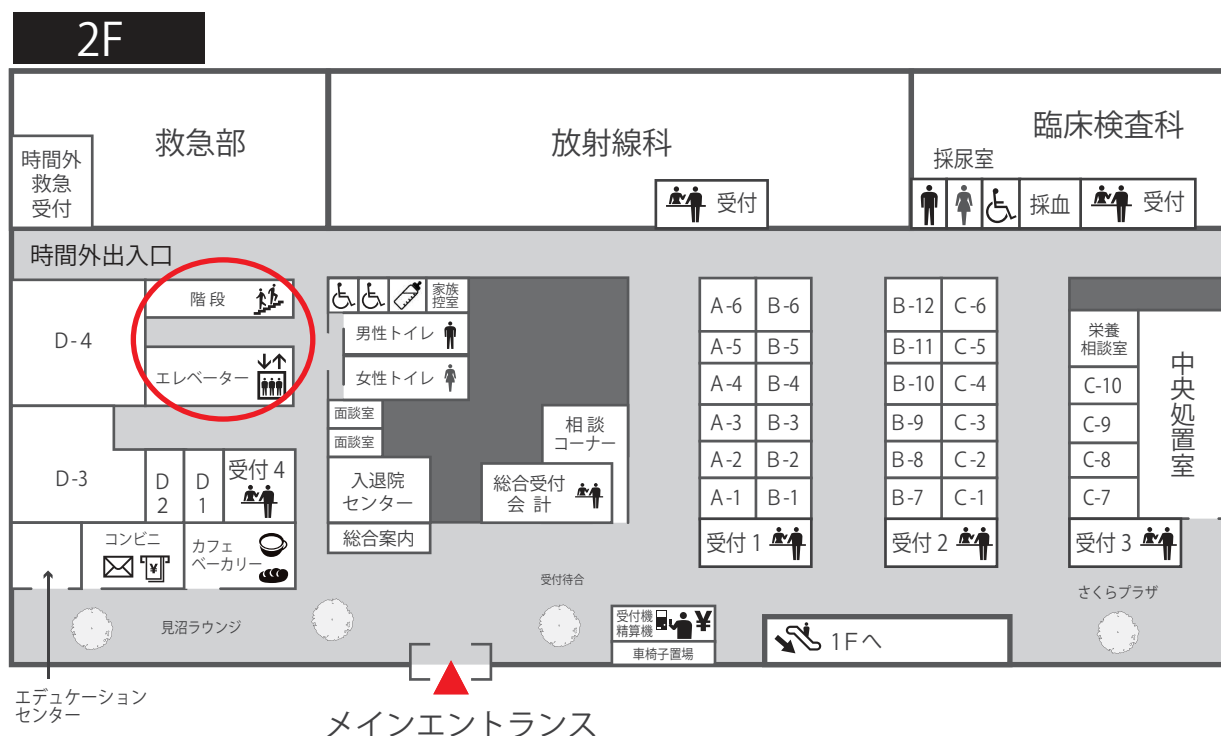 2F
救急部
時間外
救急
受付
放射線科
受付
臨床検査科
採尿室
採血
受付
時間外出入口
階段
D-4
エレベーター
家族
控室
男性トイレ
女性トイレ
面談室
面談室
入退院
センター
総合案内
相談
コーナー
総合受付
会計
D-3
D
2
D
1
受付 4
コンビニ
¥
カフェ
ベーカリー
A-6
B-6
A-5
B-5
A-4
B-4
A-3
B-3
A-2
B-2
A-1
B-1
受付 1
B-12
C-6
B-11
C-5
B-10
C-4
B-9
C-3
B-8
C-2
B-7
C-1
受付 2
栄養
相談室
C-10
C-9
C-8
C-7
受付 3
中央処置室
受付待合
さくらプラザ
見沼ラウンジ
受付機
精算機
¥
車椅子置場
1Fへ
エデュケーション
センター
メインエントランス